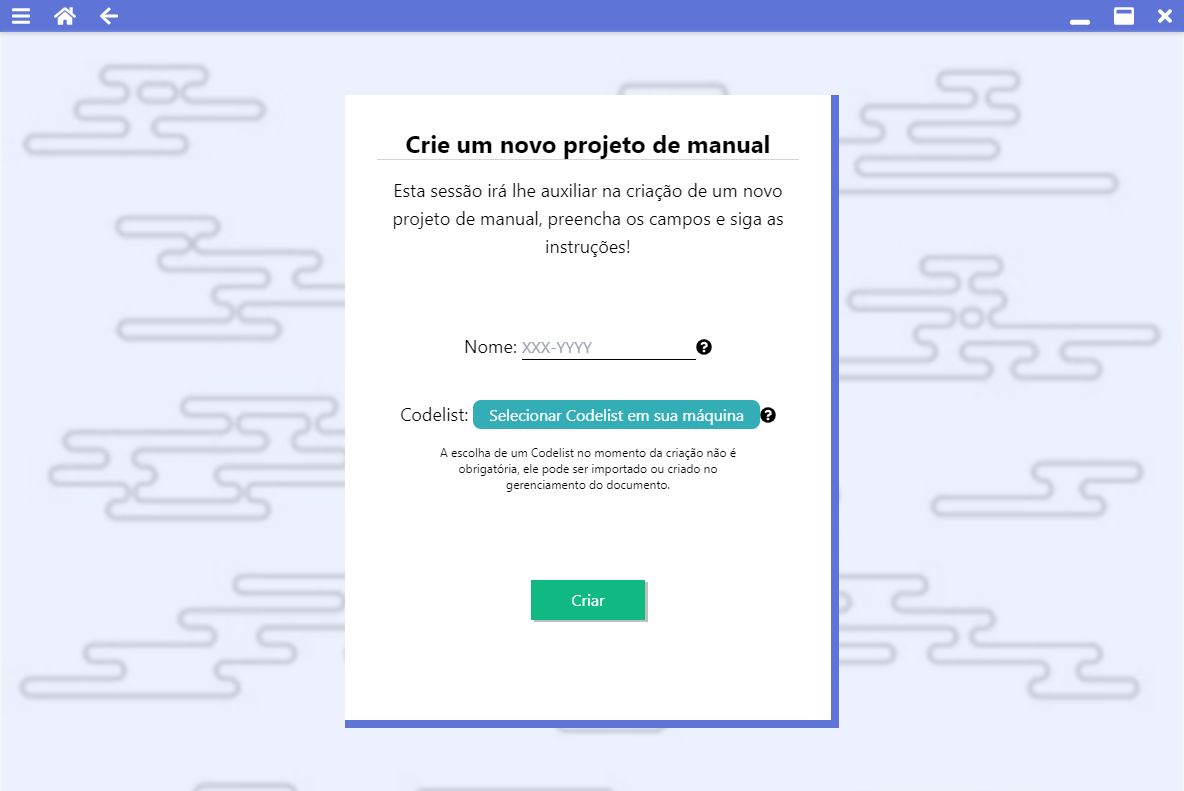 Crie um novo projeto de manual
Esta sessão irá lhe auxiliar na criação de um novo
projeto de manual, preencha os campos e siga as
instruções!
Nome: XXX-YYYY
Codelist: Selecionar Codelist em sua máquina
A escolha de um Codelist no momento da criação não é
obrigatória, ele pode ser importado ou criado no
gerenciamento do documento.
Criar